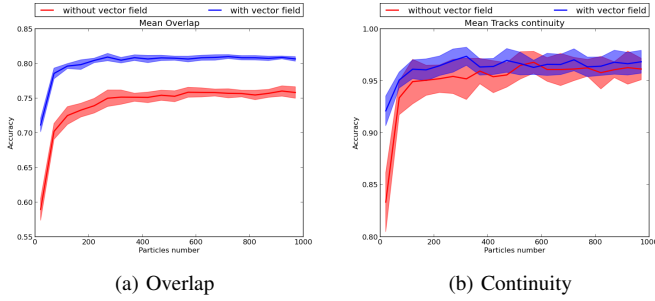 without vector field with vector field
Mean Overlap
0.85
0.80
0.75
0.70
0.65
0.60
0.55
Accuracy
0 200 400 600 800 1000
Particles number
(a) Overlap
without vector field with vector field
Mean Tracks continuity
1.00
0.95
0.90
0.85
0.80
Accuracy
0 200 400 600 800 1000
Particles number
(b) Continuity